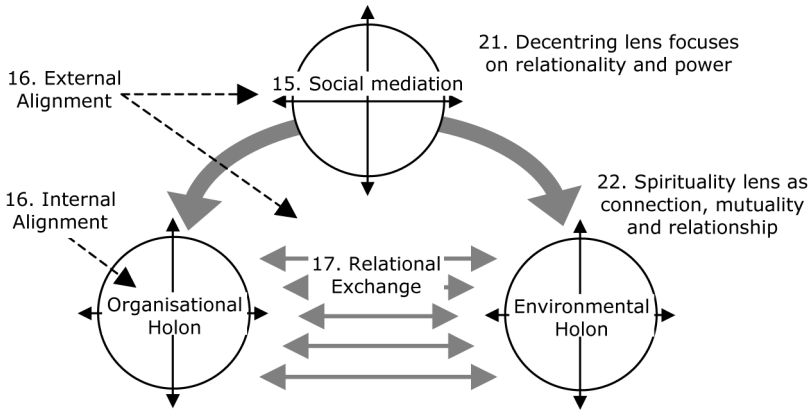 21. Decentring lens focuses
on relationality and power
16. External
Alignment
15. Social mediation
16. Internal
Alignment
22. Spirituality lens as
connection, mutuality
and relationship
17. Relational
Exchange
Organisational
Holon
Environmental
Holon